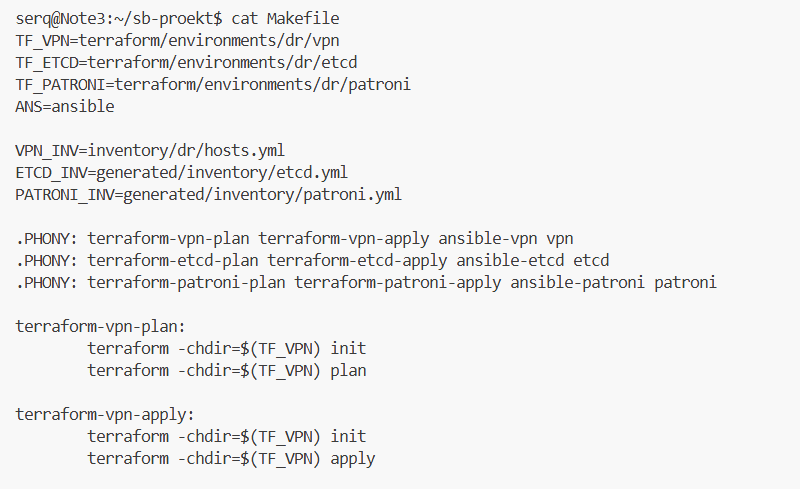 serq@Note3:~/sb-proekt$ cat Makefile
TF_VPN=terraform/environments/dr/vpn
TF_ETCD=terraform/environments/dr/etcd
TF_PATRONI=terraform/environments/dr/patroni
ANS=ansible

VPN_INV=inventory/dr/hosts.yml
ETCD_INV=generated/inventory/etcd.yml
PATRONI_INV=generated/inventory/patroni.yml

.PHONY: terraform-vpn-plan terraform-vpn-apply ansible-vpn vpn
.PHONY: terraform-etcd-plan terraform-etcd-apply ansible-etcd etcd
.PHONY: terraform-patroni-plan terraform-patroni-apply ansible-patroni patroni

terraform-vpn-plan:
        terraform -chdir=$(TF_VPN) init
        terraform -chdir=$(TF_VPN) plan

terraform-vpn-apply:
        terraform -chdir=$(TF_VPN) init
        terraform -chdir=$(TF_VPN) apply